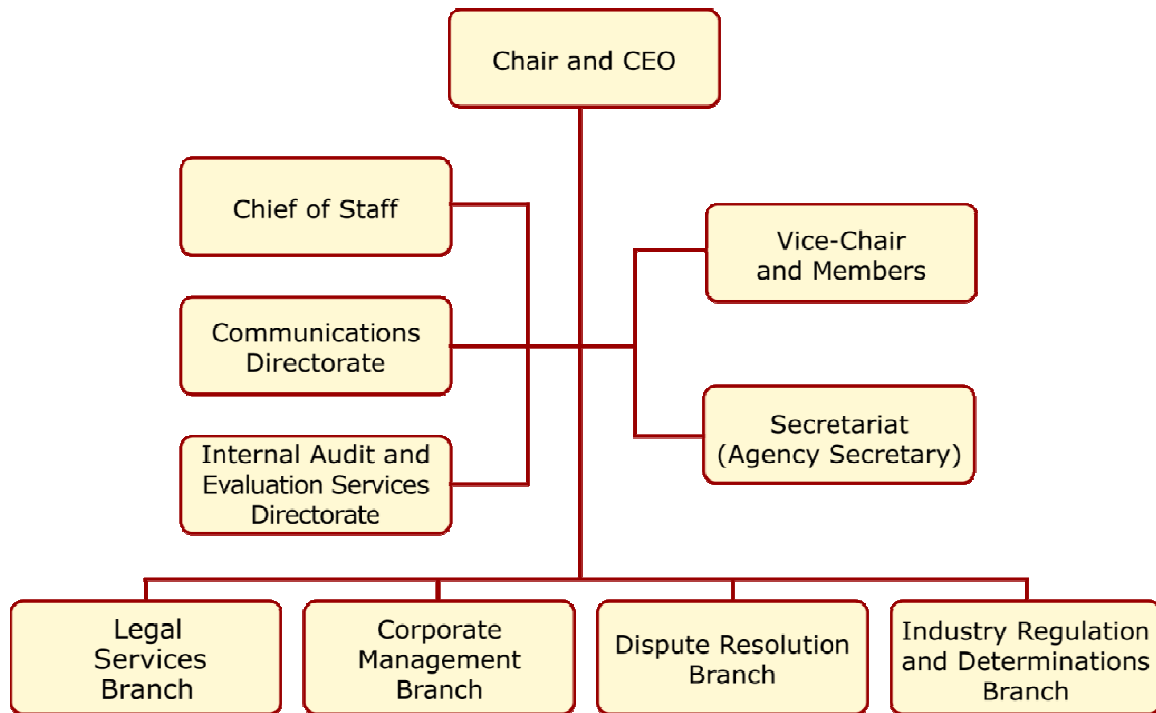 Chair and CEO
Chief of Staff
Vice-Chair
and Members
Communications
Directorate
Secretariat
(Agency Secretary)
Internal Audit and
Evaluation Services
Directorate
Legal
Services
Branch
Corporate
Management
Branch
Dispute Resolution
Branch
Industry Regulation
and Determinations
Branch